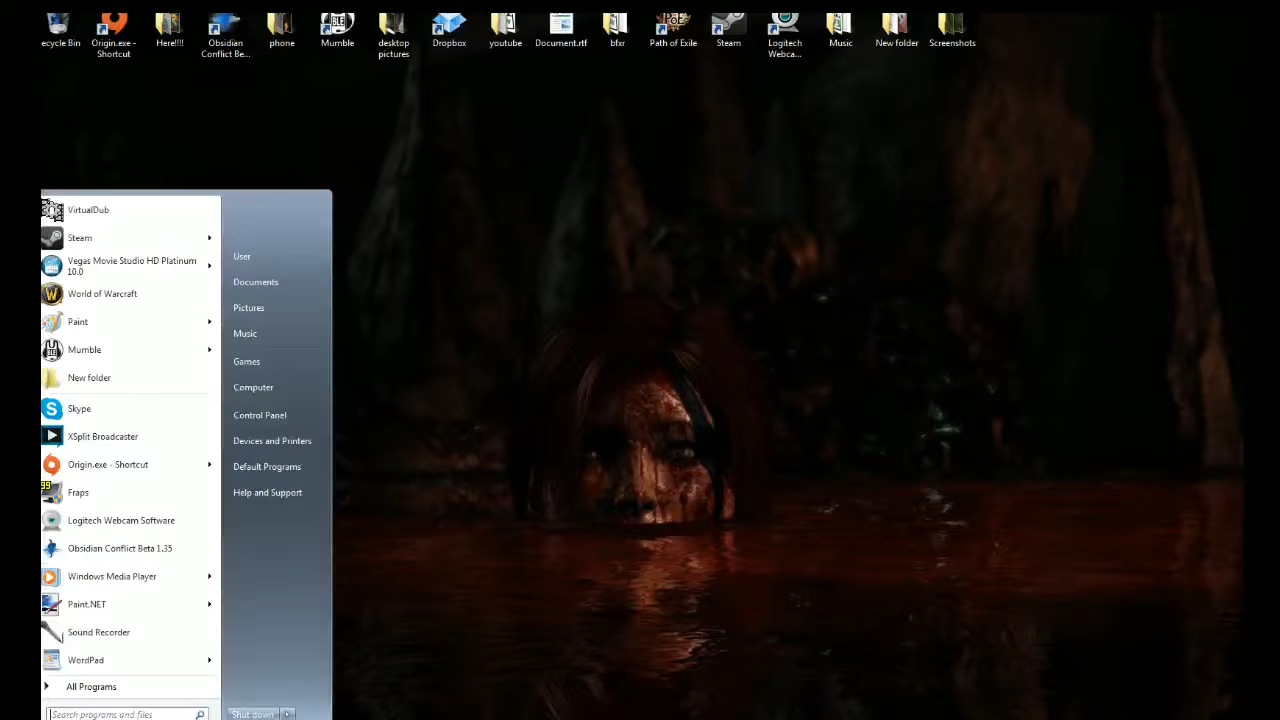 ecycle Bin
Origin.exe -
Shortcut
Here!!!!
Obsidian
Conflict Be...
phone
Mumble
desktop
pictures
Dropbox
youtube
Document.rtf
bfxr
Path of Exile
Steam
Logitech
Webca...
Music
New folder
Screenshots
VirtualDub
Steam
Vegas Movie Studio HD Platinum
10.0
World of Warcraft
Paint
Mumble
New folder
Skype
XSplit Broadcaster
Origin.exe - Shortcut
Fraps
Logitech Webcam Software
Obsidian Conflict Beta 1.35
Windows Media Player
Paint.NET
Sound Recorder
WordPad
All Programs
Search programs and files
User
Documents
Pictures
Music
Games
Computer
Control Panel
Devices and Printers
Default Programs
Help and Support
Shut down